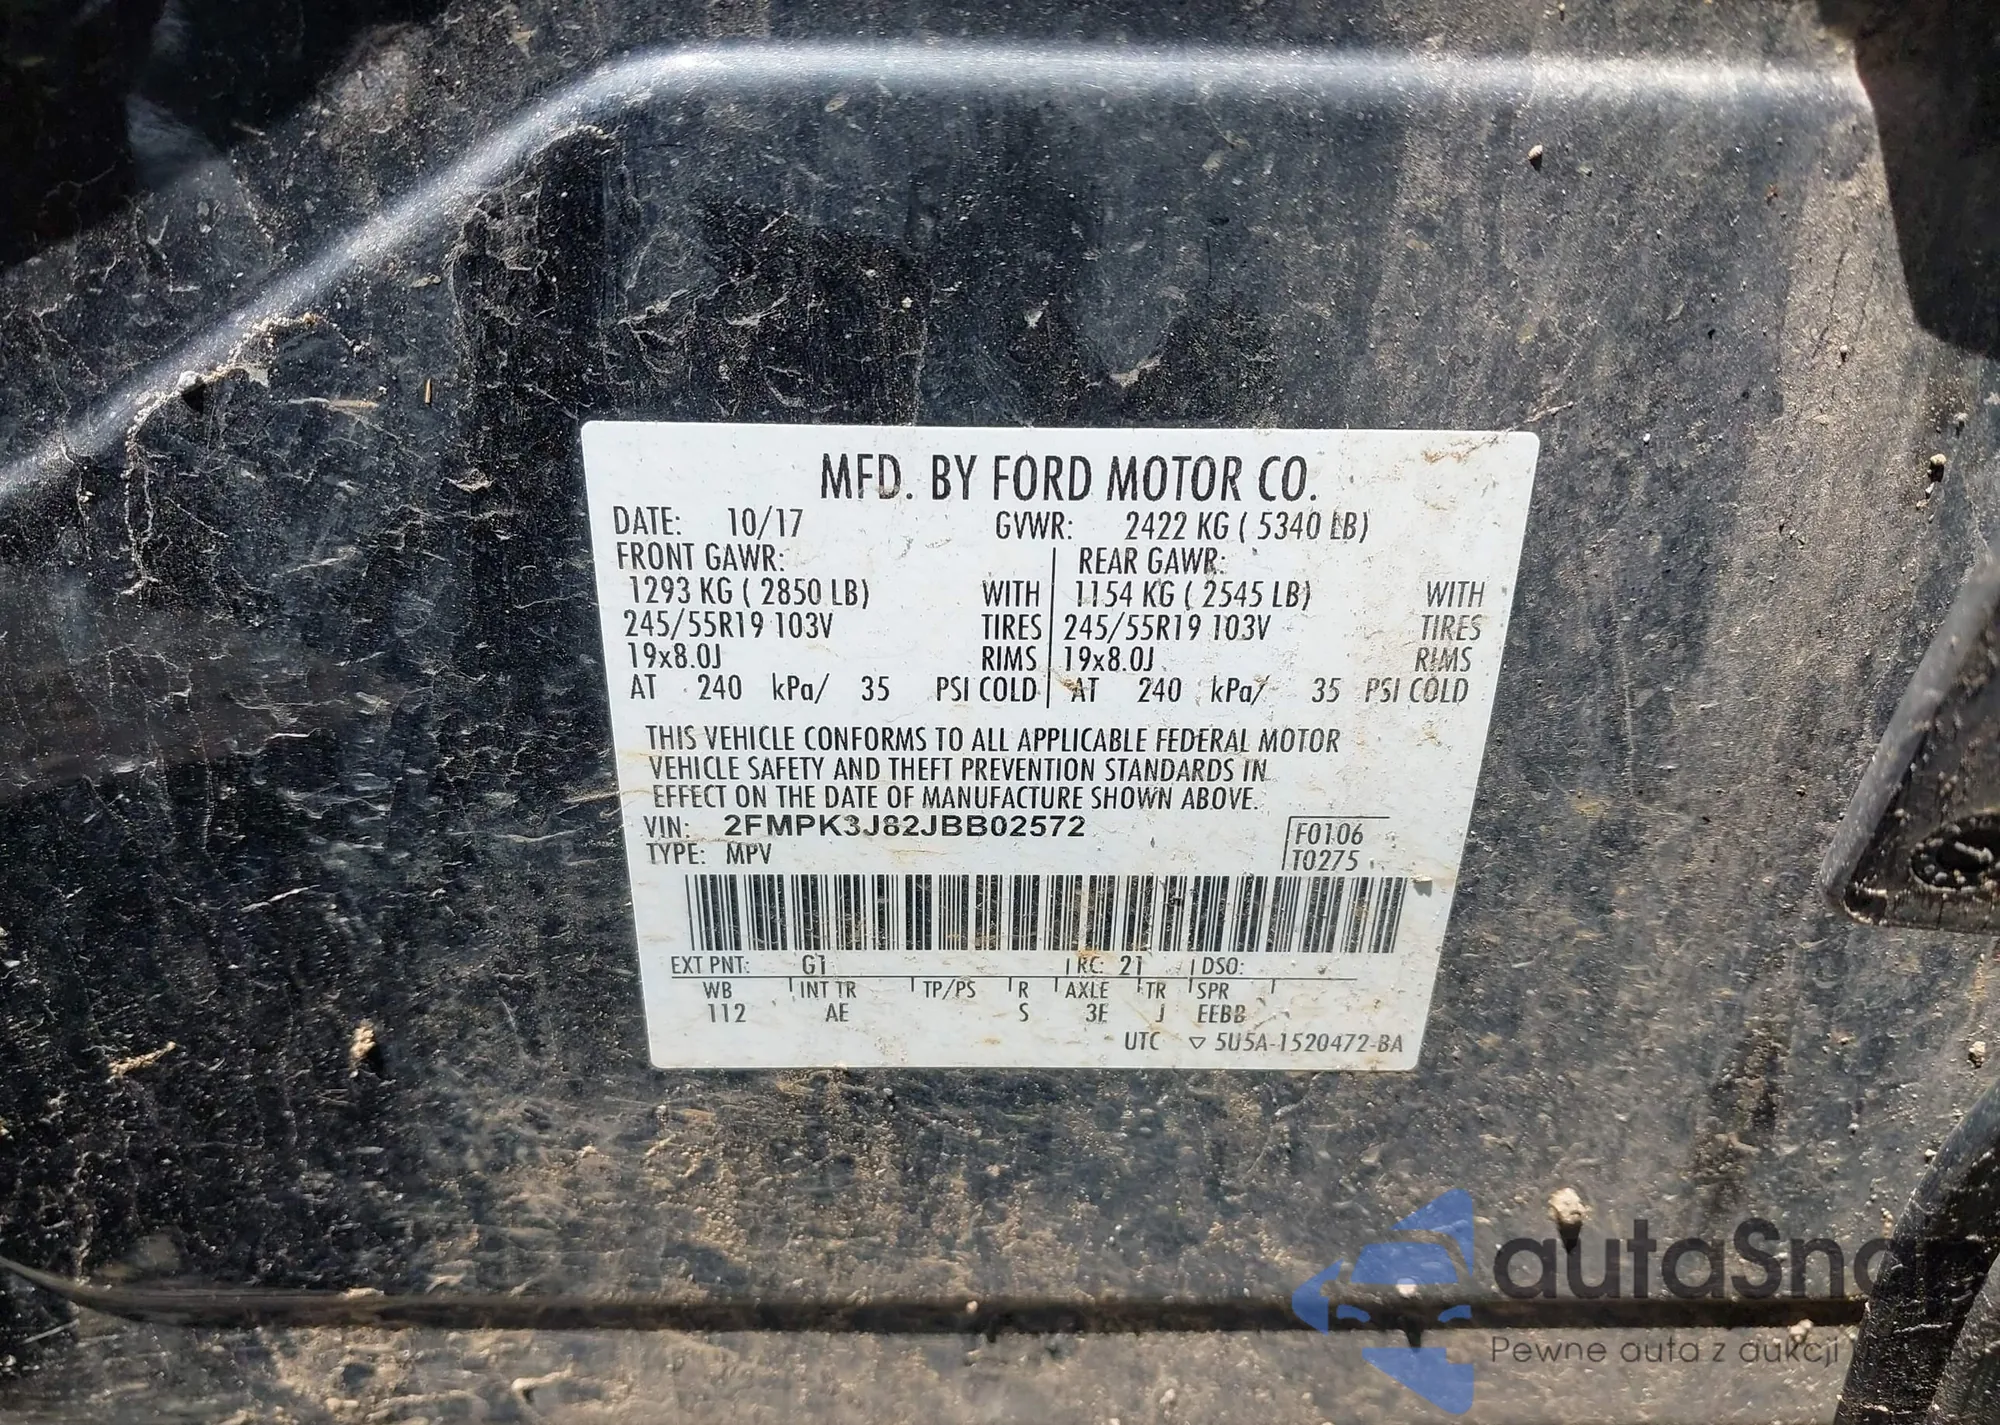 MFD. BY FORD MOTOR CO.
DATE: 10/17 GVWR: 2422 KG ( 5340 LB)
FRONT GAWR: REAR GAWR:
1293 KG ( 2850 LB) WITH 1154 KG ( 2545 LB) WITH
245/55R19 103V TIRES 245/55R19 103V TIRES
19x8.0J RIMS 19x8.0J RIMS
AT 240 kPa/ 35 PSI COLD AT 240 kPa/ 35 PSI COLD
THIS VEHICLE CONFORMS TO ALL APPLICABLE FEDERAL MOTOR
VEHICLE SAFETY AND THEFT PREVENTION STANDARDS IN
EFFECT ON THE DATE OF MANUFACTURE SHOWN ABOVE.
VIN: 2FMPK3J82JBB02572
TYPE: MPV
F0106
T0275
EXT PNT: G1 RC: 21 DSO:
WB INT TR TP/PS R AXLE TR SPR
112 AE S 3E J EEBB
UTC ▽ 5U5A-1520472-BA
autaSnap
Pewne auta z aukcji